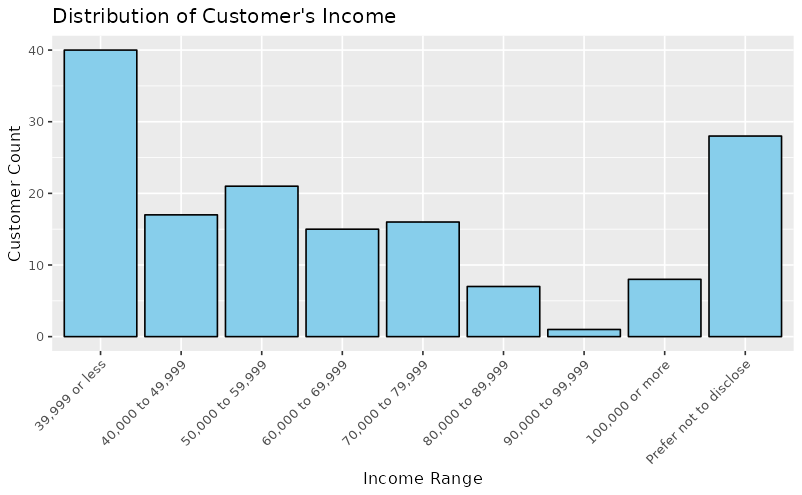 Distribution of Customer's Income
Customer Count
40
30
20
10
0
39,999 or less
40,000 to 49,999
50,000 to 59,999
60,000 to 69,999
70,000 to 79,999
80,000 to 89,999
90,000 to 99,999
100,000 or more
Prefer not to disclose
Income Range